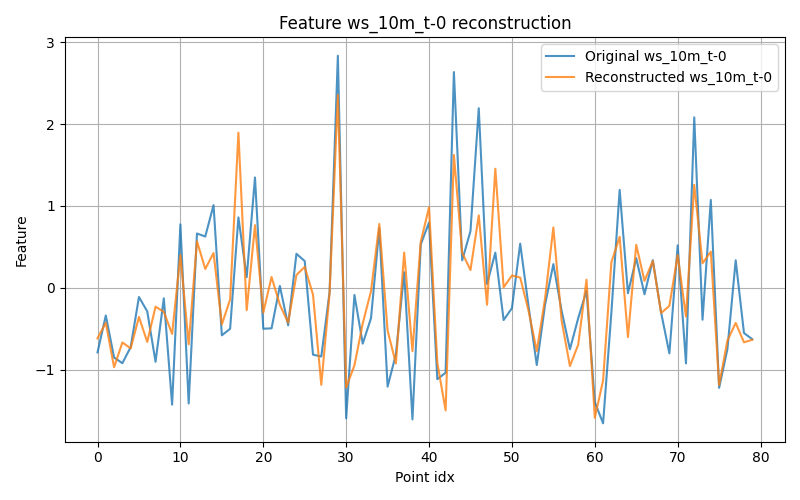 Feature ws_10m_t-0 reconstruction
Original ws_10m_t-0
Reconstructed ws_10m_t-0
Feature
3
2
1
0
−1
0 10 20 30 40 50 60 70 80
Point idx